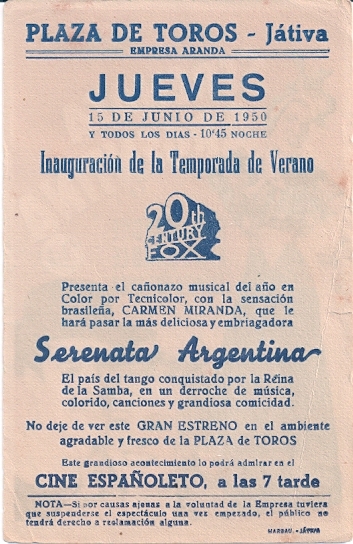 PLAZA DE TOROS - Játiva
EMPRESA ARANDA
JUEVES
15 DE JUNIO DE 1950
Y TODOS LOS DIAS - 10'45 NOCHE
Inauguración de la Temporada de Verano
20th
CENTURY
FOX
Presenta el cañonazo musical del año en
Color por Tecnicolor, con la sensación
brasileña, CARMEN MIRANDA, que le
hará pasar la más deliciosa y embriagadora
Serenata Argentina
El país del tango conquistado por la Reina
de la Samba, en un derroche de música,
colorido, canciones y grandiosa comicidad.
No deje de ver este GRAN ESTRENO en el ambiente
agradable y fresco de la PLAZA de TOROS
Este grandioso acontecimiento lo podrá admirar en el
CINE ESPAÑOLETO, a las 7 tarde
NOTA—Si por causas ajenas a la voluntad de la Empresa tuviera
que suspenderse el espectáculo una vez empezado, el público no
tendrá derecho a reclamación alguna.
MARBAU. - JÁTIVA